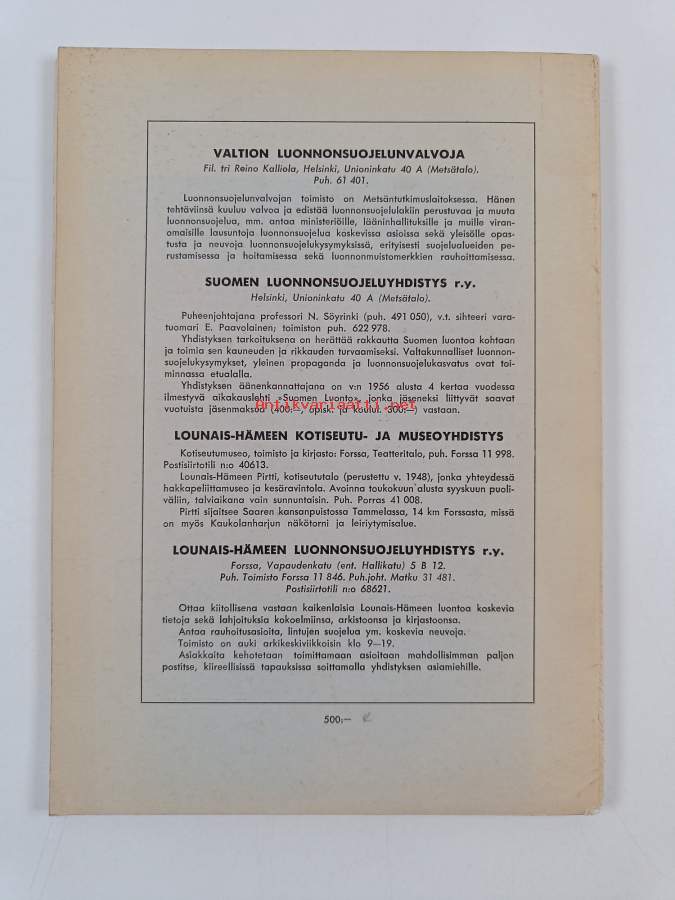 VALTION LUONNONSUOJELUNVALVOJA
Fil. tri Reino Kalliola, Helsinki, Unioninkatu 40 A (Metsätalo).
Puh. 61 401.
Luonnonsuojelunvalvojan toimisto on Metsäntutkimuslaitoksessa. Hänen
tehtäviinsä kuuluu valvoa ja edistää luonnonsuojelulakiin perustuvaa ja muuta
luonnonsuojelua, mm. antaa ministeriöille, lääninhallituksille ja muille viran-
omaisille lausuntoja luonnonsuojelua koskevissa asioissa sekä yleisölle opas-
tusta ja neuvoja luonnonsuojelukysymyksissä, erityisesti suojelualueiden pe-
rustamisessa ja hoitamisessa sekä luonnonmuistomerkkien rauhoittamisessa.
SUOMEN LUONNONSUOJELUYHDISTYS r.y.
Helsinki, Unioninkatu 40 A (Metsätalo).
Puheenjohtajana professori N. Söyrinki (puh. 491 050), v.t. sihteeri vara-
tuomari E. Paavolainen; toimiston puh. 622 978.
Yhdistyksen tarkoituksena on herättää rakkautta Suomen luontoa kohtaan
ja toimia sen kauneuden ja rikkauden turvaamiseksi. Valtakunnalliset luonnon-
suojelukysymykset, yleinen propaganda ja luonnonsuojelukasvatus ovat toi-
minnassa etualalla.
Yhdistyksen äänenkannattajana on v:n 1956 alusta 4 kertaa vuodessa
ilmestyvä aikakauslehti »Suomen Luonto», jonka jäseneksi liittyvät saavat
vuotuista jäsenmaksua (400:—, opisk. ja koulul. 300:—) vastaan.
antikvariaatti.net
LOUNAIS-HÄMEEN KOTISEUTU- JA MUSEOYHDISTYS
Kotiseutumuseo, toimisto ja kirjasto: Forssa, Teatteritalo, puh. Forssa 11 998.
Postisiirtotili n:o 40613.
Lounais-Hämeen Pirtti, kotiseututalo (perustettu v. 1948), jonka yhteydessä
hakkapeliittamuseo ja kesäravintola. Avoinna toukokuun alusta syyskuun puoli-
väliin, talviaikana vain sunnuntaisin. Puh. Porras 41 008.
Pirtti sijaitsee Saaren kansanpuistossa Tammelassa, 14 km Forssasta, missä
on myös Kaukolanharjun näkötorni ja leiriytymisalue.
LOUNAIS-HÄMEEN LUONNONSUOJELUYHDISTYS r.y.
Forssa, Vapaudenkatu (ent. Hallikatu) 5 B 12.
Puh. Toimisto Forssa 11 846. Puh.joht. Matku 31 481.
Postisiirtotili n:o 68621.
Ottaa kiitollisena vastaan kaikenlaisia Lounais-Hämeen luontoa koskevia
tietoja sekä lahjoituksia kokoelmiinsa, arkistoonsa ja kirjastoonsa.
Antaa rauhoitusasioita, lintujen suojelua ym. koskevia neuvoja.
Toimisto on auki arkikeskiviikkoisin klo 9—19.
Asiakkaita kehotetaan toimittamaan asioitaan mahdollisimman paljon
postitse, kiireellisissä tapauksissa soittamalla yhdistyksen asiamiehille.
500:—